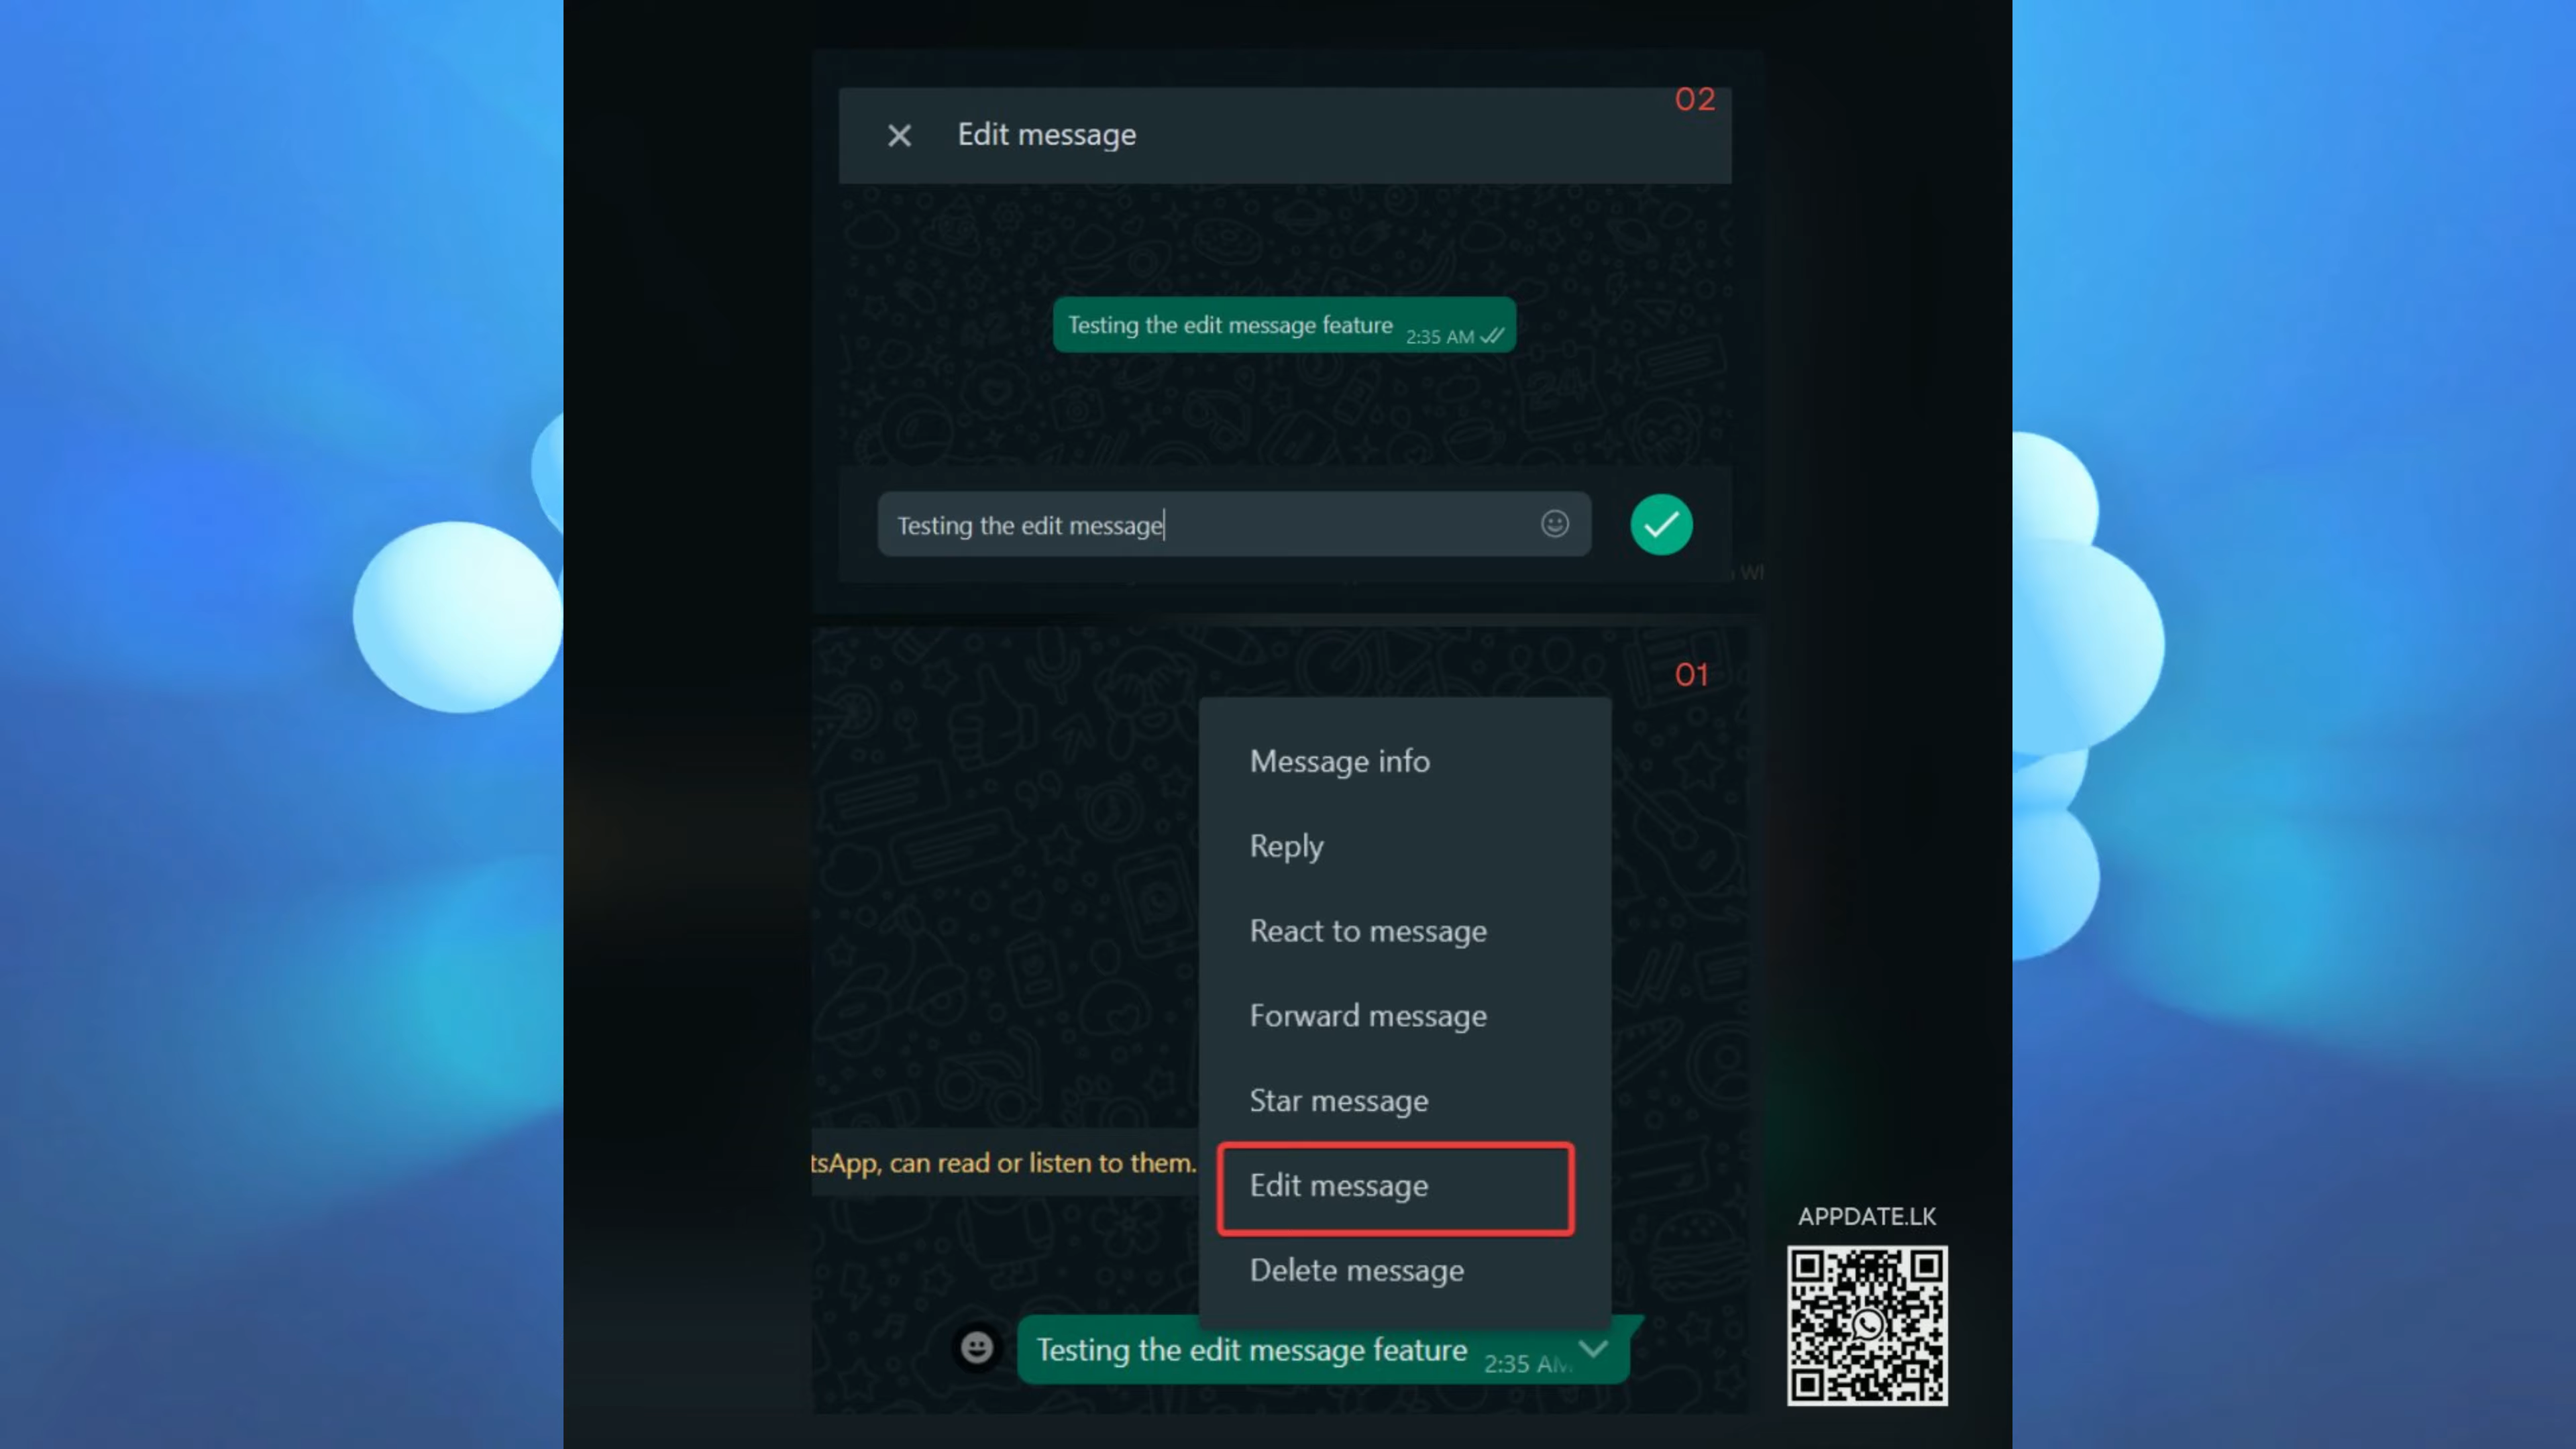 02
Edit message
Testing the edit message feature 2:35 AM
Testing the edit message
01
Message info
Reply
React to message
Forward message
Star message
tsApp, can read or listen to them.
Edit message
Delete message
APPDATE.LK
Testing the edit message feature 2:35 AM